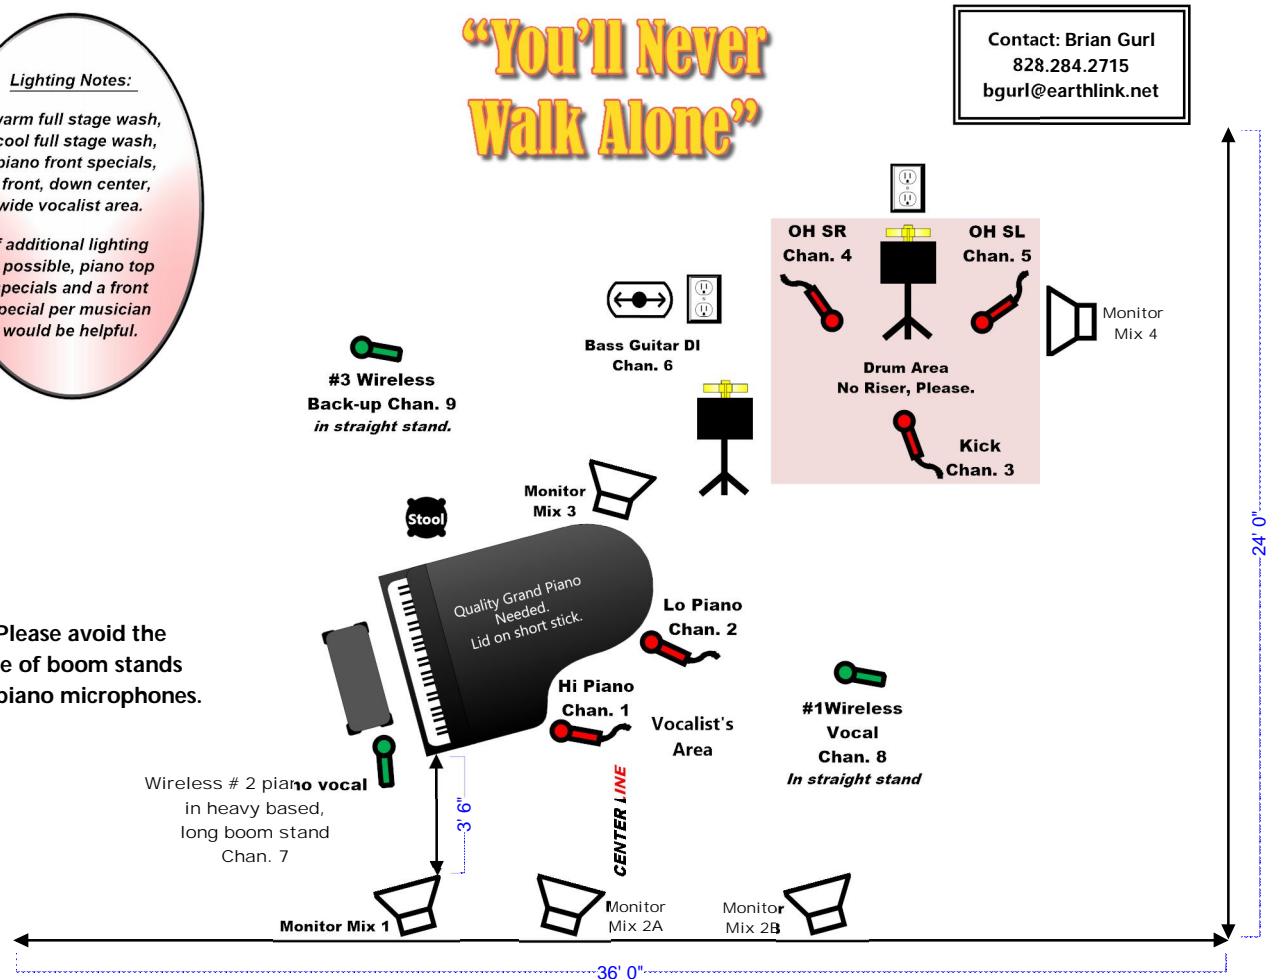 “You’ll Never
Walk Alone”
Contact: Brian Gurl
828.284.2715
bgurl@earthlink.net
Lighting Notes:
warm full stage wash,
cool full stage wash,
piano front specials,
front, down center,
wide vocalist area.
additional lighting
possible, piano top
specials and a front
special per musician
would be helpful.
OH SR
Chan. 4
OH SL
Chan. 5
Monitor
Mix 4
Drum Area
No Riser, Please.
Kick
Chan. 3
Bass Guitar DI
Chan. 6
#3 Wireless
Back-up Chan. 9
in straight stand.
Monitor
Mix 3
Stool
Quality Grand Piano
Needed.
Lid on short stick.
Lo Piano
Chan. 2
Hi Piano
Chan. 1
Vocalist's
Area
#1Wireless
Vocal
Chan. 8
In straight stand
Please avoid the
of boom stands
piano microphones.
Wireless # 2 piano vocal
in heavy based,
long boom stand
Chan. 7
3' 6"
CENTER LINE
Monitor Mix 1
Monitor
Mix 2A
Monitor
Mix 2B
24' 0"
36' 0"